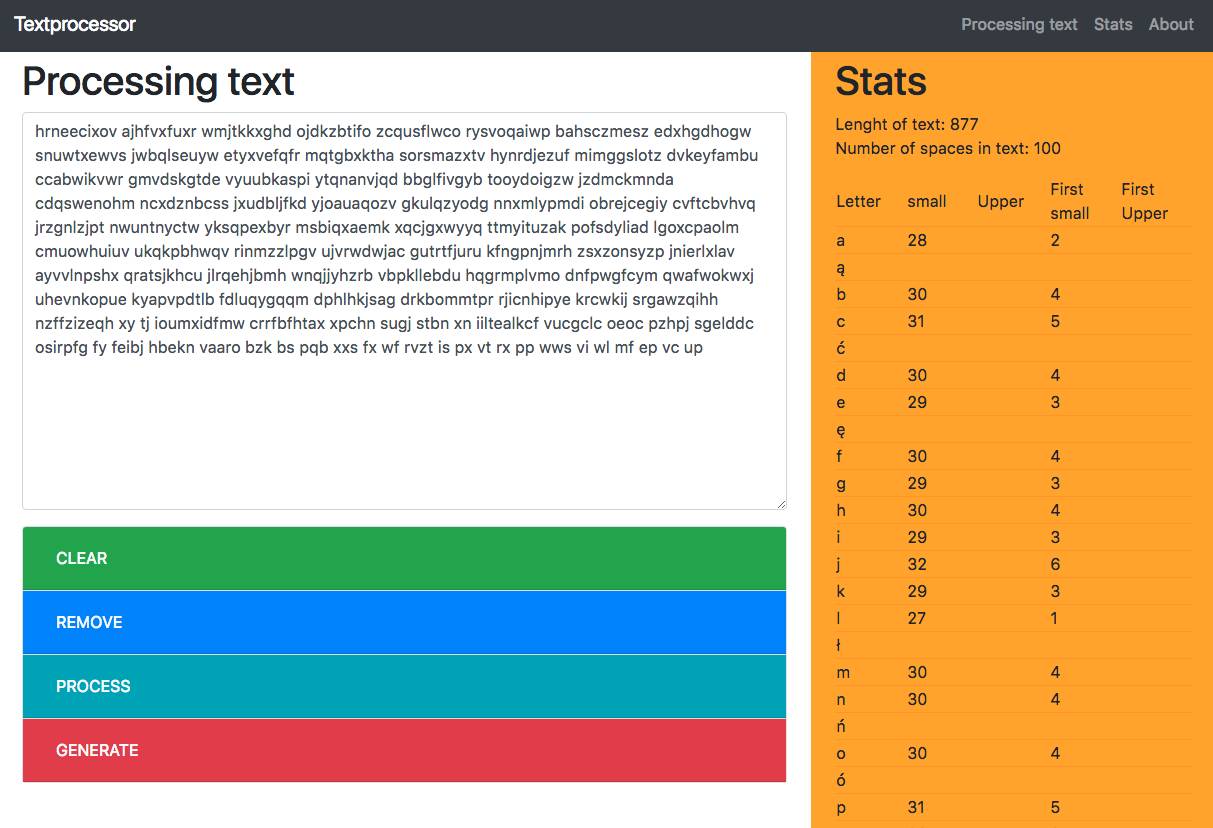 Textprocessor
Processing text Stats About
Processing text
hrneecixov ajhfvxfuxr wmjtkkxghd ojdkzbtifo zcqusflwco rysvoqaiwp bahsczmesz edxhgdhogw
snuwtxewvs jwbqlseuyw etyxvefqfr mqtgbxktha sorsmazxtv hynrdjezuf mimggslotz dvkeyfambu
ccabwikvwr gmvdskgtde vyuubkaspi ytqnanvjqd bbglfivgyb tooydoigzw jzdmckmnda
cdqswenohm ncxdznbcss jxudbljfkd yjoauaqozv gkulqzyodg nnxmlypmdi obrejcegiy cvftcbvhvq
jrzgnlzjpt nwuntnyctw yksqpexbyr msbiqxaemk xqcjgxwyyq ttmyituzak pofsdyliad lgoxcpaolm
cmuowhuiuv ukqkpbhwqv rinmzzlpgv ujvrwdwjac gutrtfjuru kfngpnjmrh zsxzonsyzp jnierlxlav
ayvvlnpshx qratsjkhcu jlrqehjbmh wnqjjyhzrb vbpkllebdu hqgrmplvmo dnfpwgfcym qwafwokwxj
uhevnkopue kyapvpdtlb fdluqygqqm dphlhkjsag drkbommtpr rjicnhipye krcwkij srgawzqihh
nzffzizeqh xy tj ioumxidfmw crrfbfhtax xpchn sugj stbn xn iiltealkcf vucgclc oeoc pzhpj sgelddc
osirpfg fy feibj hbekn vaaro bzk bs pqb xxs fx wf rvzt is px vt rx pp wws vi wl mf ep vc up
CLEAR
REMOVE
PROCESS
GENERATE
Stats
Lenght of text: 877
Number of spaces in text: 100
Letter small Upper First small First Upper
a 28 2
ą
b 30 4
c 31 5
ć
d 30 4
e 29 3
ę
f 30 4
g 29 3
h 30 4
i 29 3
j 32 6
k 29 3
l 27 1
ł
m 30 4
n 30 4
ń
o 30 4
ó
p 31 5